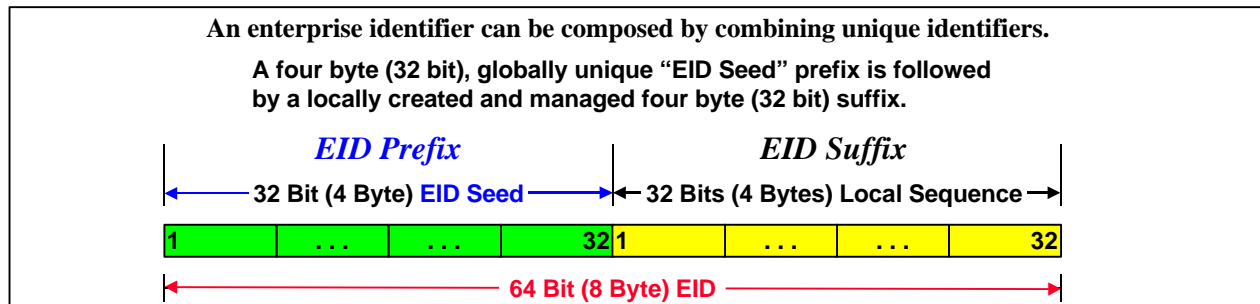 An enterprise identifier can be composed by combining unique identifiers.
A four byte (32 bit), globally unique “EID Seed” prefix is followed
by a locally created and managed four byte (32 bit) suffix.
EID Prefix EID Suffix
32 Bit (4 Byte) EID Seed 32 Bits (4 Bytes) Local Sequence
1 . . . . . . 32 1 . . . . . . 32
64 Bit (8 Byte) EID